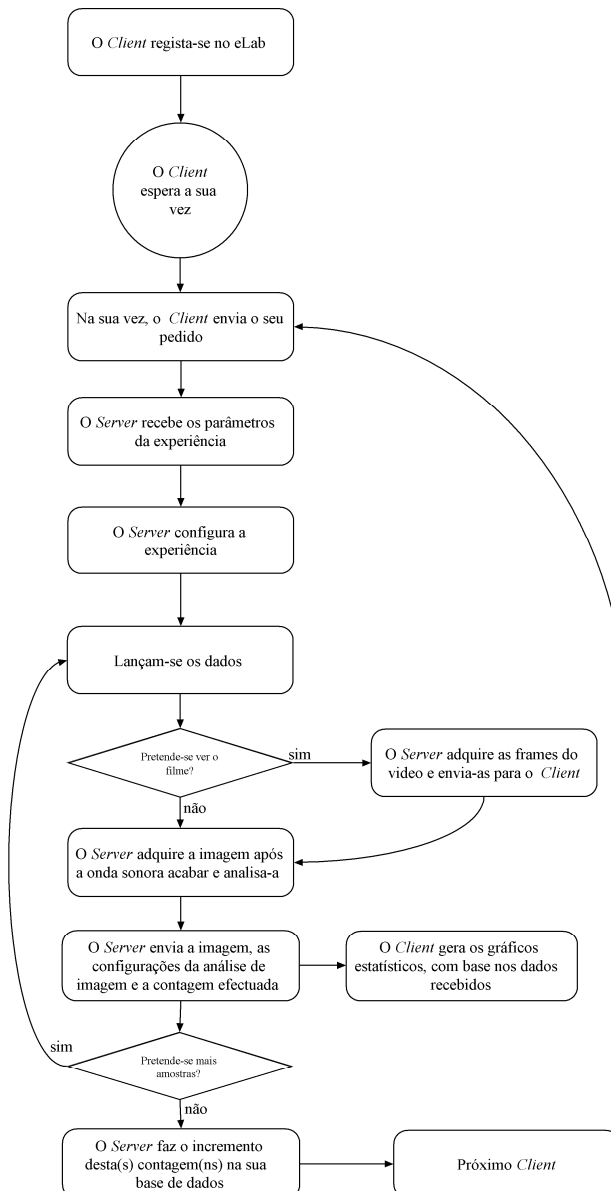 O Client regista-se no eLab
O Client
espera a sua
vez
Na sua vez, o Client envia o seu
pedido
O Server recebe os parâmetros
da experiência
O Server configura a
experiência
Lançam-se os dados
Pretende-se ver o
filme?
sim
O Server adquire as frames do
video e envia-as para o Client
não
O Server adquire a imagem após
a onda sonora acabar e analisa-a
O Server envia a imagem, as
configurações da análise de
imagem e a contagem efectuada
O Client gera os gráficos
estatísticos, com base nos dados
recebidos
sim
Pretende-se mais
amostras?
não
O Server faz o incremento
desta(s) contagem(ns) na sua
base de dados
Próximo Client